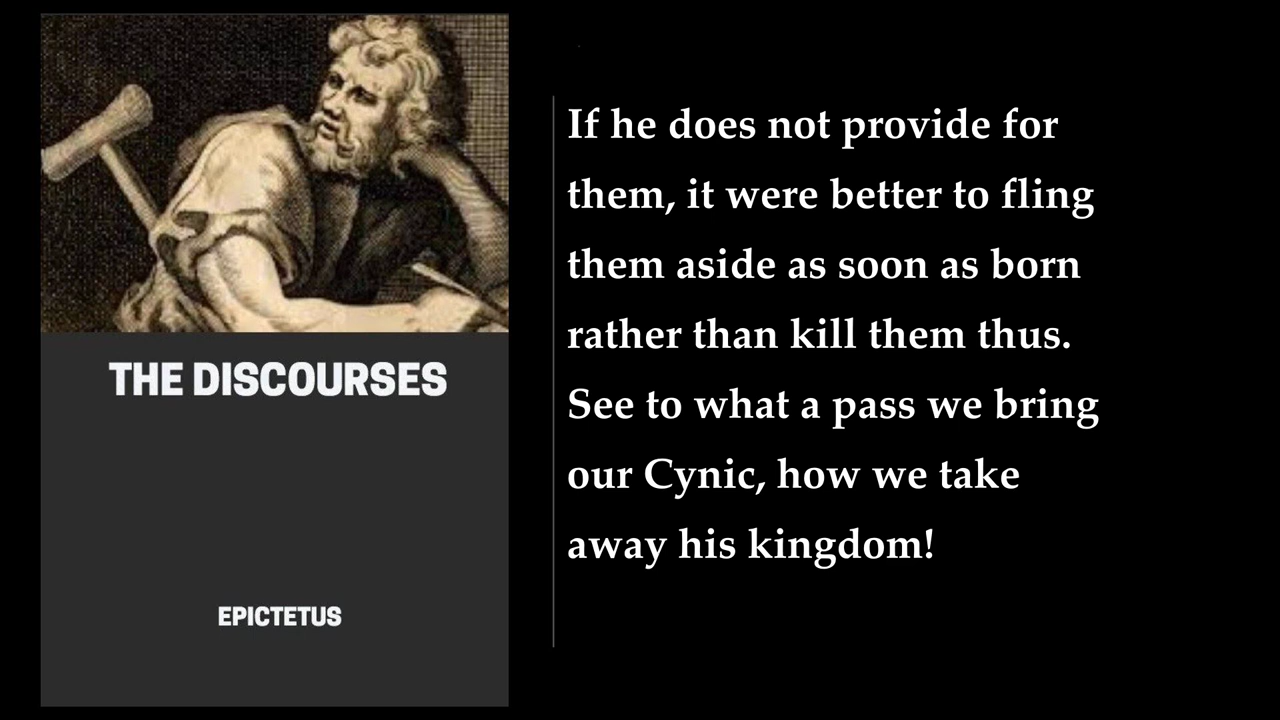 THE DISCOURSES
EPICTETUS
If he does not provide for
them, it were better to fling
them aside as soon as born
rather than kill them thus.
See to what a pass we bring
our Cynic, how we take
away his kingdom!